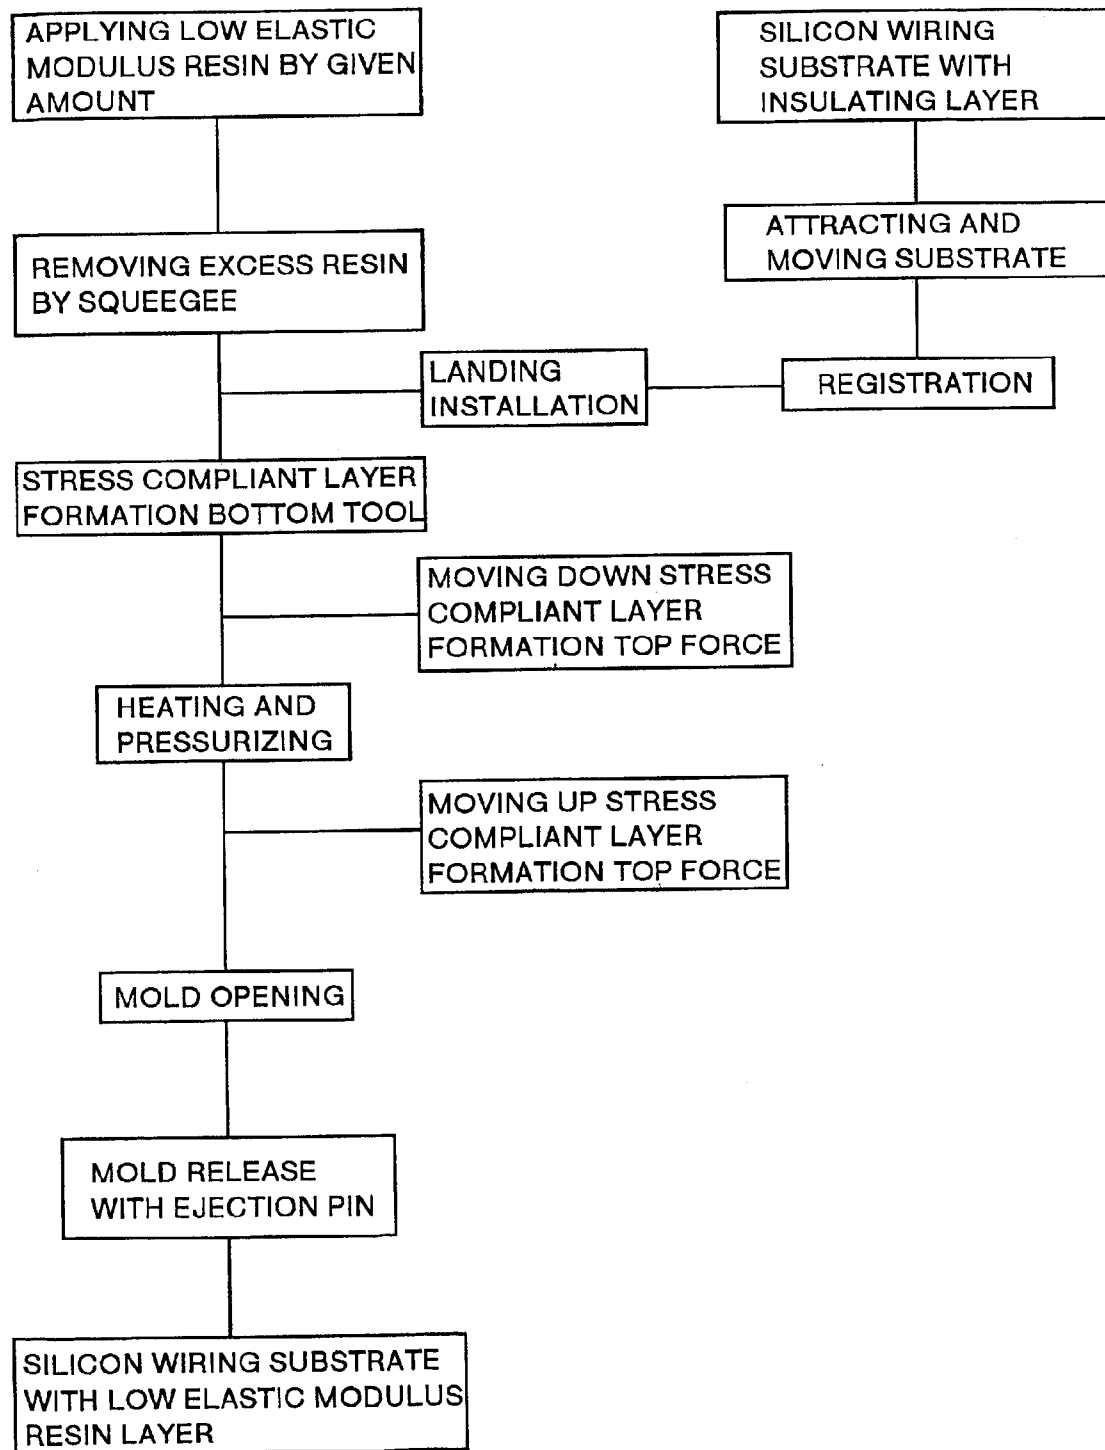 APPLYING LOW ELASTIC
MODULUS RESIN BY GIVEN
AMOUNT
SILICON WIRING
SUBSTRATE WITH
INSULATING LAYER
ATTRACTING AND
MOVING SUBSTRATE
REMOVING EXCESS RESIN
BY SQUEEGEE
LANDING
INSTALLATION
REGISTRATION
STRESS COMPLIANT LAYER
FORMATION BOTTOM TOOL
MOVING DOWN STRESS
COMPLIANT LAYER
FORMATION TOP FORCE
HEATING AND
PRESSURIZING
MOVING UP STRESS
COMPLIANT LAYER
FORMATION TOP FORCE
MOLD OPENING
MOLD RELEASE
WITH EJECTION PIN
SILICON WIRING SUBSTRATE
WITH LOW ELASTIC MODULUS
RESIN LAYER